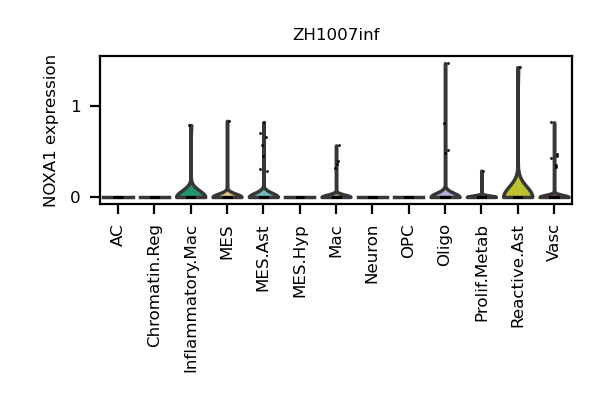 ZH1007inf
NOXA1 expression
1
0
AC
Chromatin.Reg
Inflammatory.Mac
MES
MES.Ast
MES.Hyp
Mac
Neuron
OPC
Oligo
Prolif.Metab
Reactive.Ast
Vasc